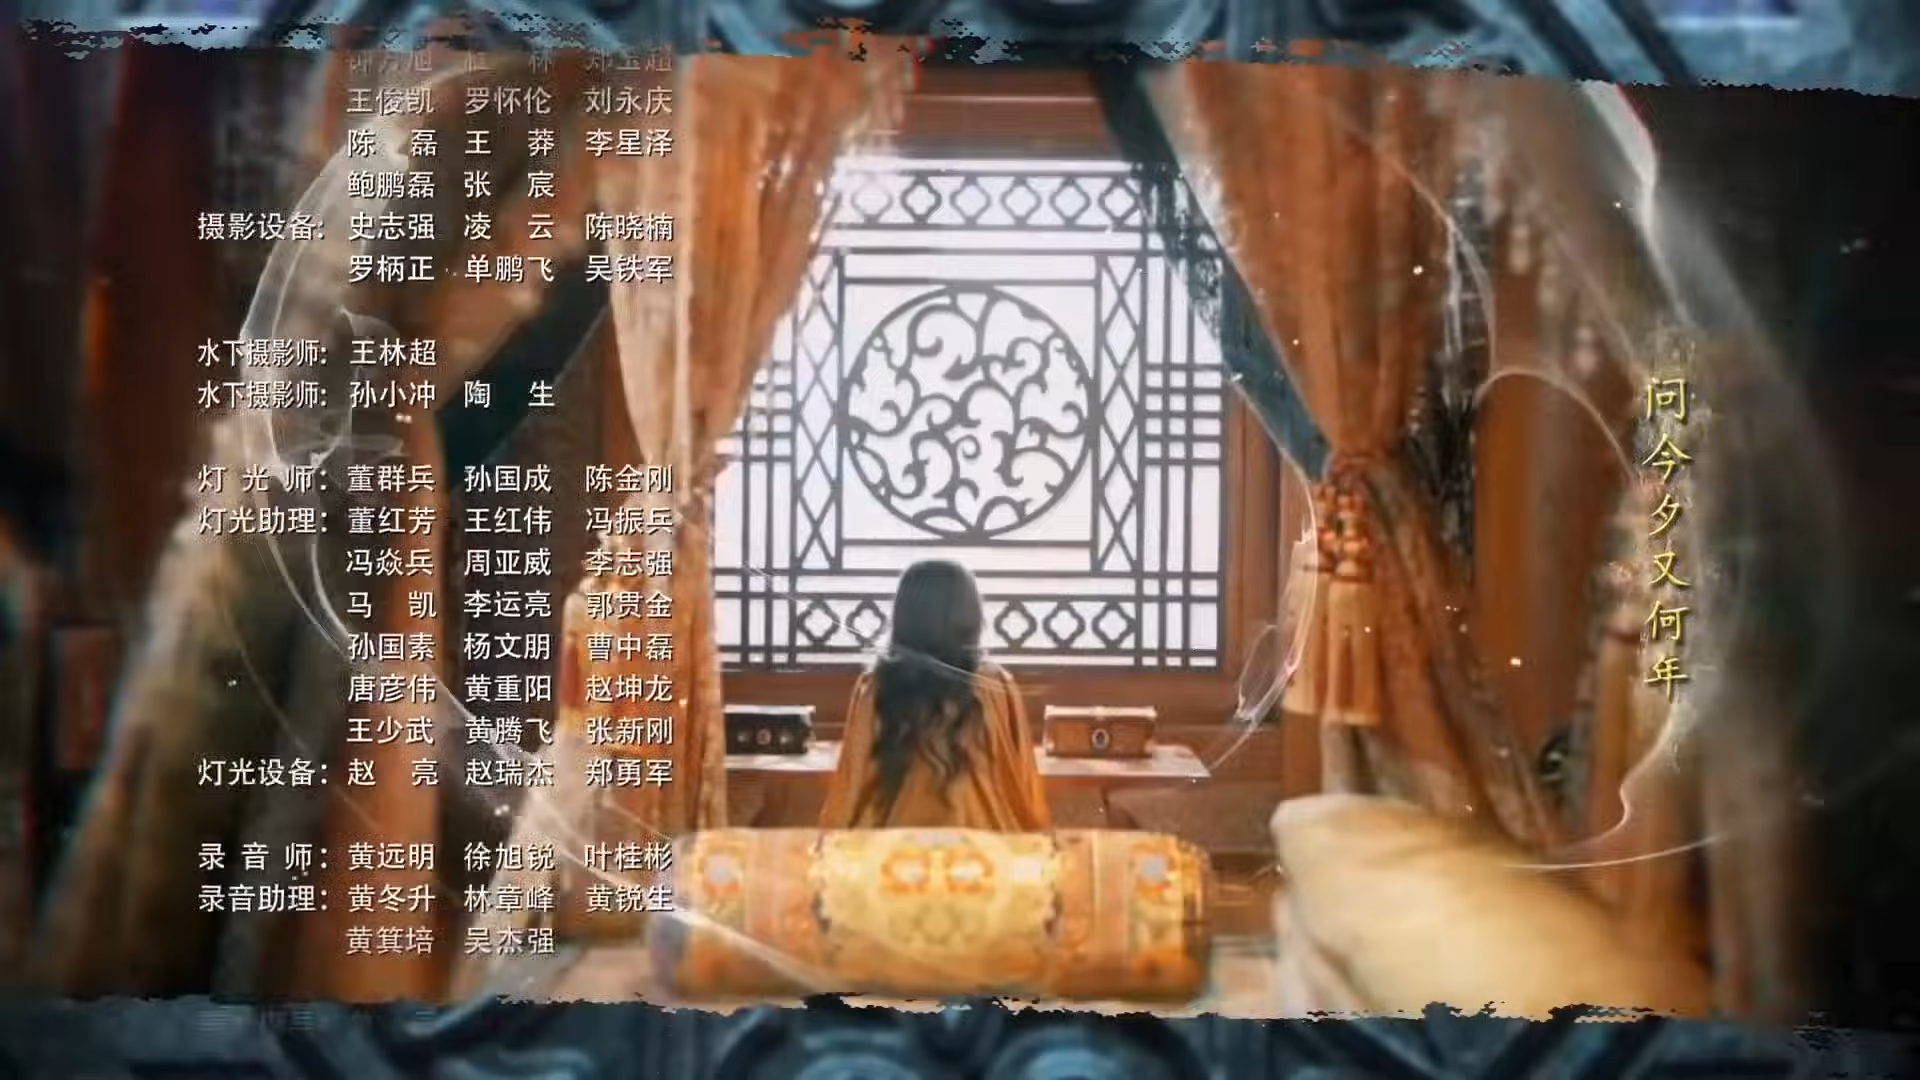 王俊凯 罗怀伦 刘永庆
陈 磊 王 莽 李星泽
鲍鹏磊 张 宸
摄影设备: 史志强 凌 云 陈晓楠
罗柄正 单鹏飞 吴铁军
水下摄影师: 王林超
水下摄影师: 孙小冲 陶 生
灯 光 师: 董群兵 孙国成 陈金刚
灯光助理: 董红芳 王红伟 冯振兵
冯焱兵 周亚威 李志强
马 凯 李运亮 郭贯金
孙国素 杨文朋 曹中磊
唐彦伟 黄重阳 赵坤龙
王少武 黄腾飞 张新刚
灯光设备: 赵 亮 赵瑞杰 郑勇军
录 音 师: 黄远明 徐旭锐 叶桂彬
录音助理: 黄冬升 林章峰 黄锐生
黄箕培 吴杰强
问今夕又何年